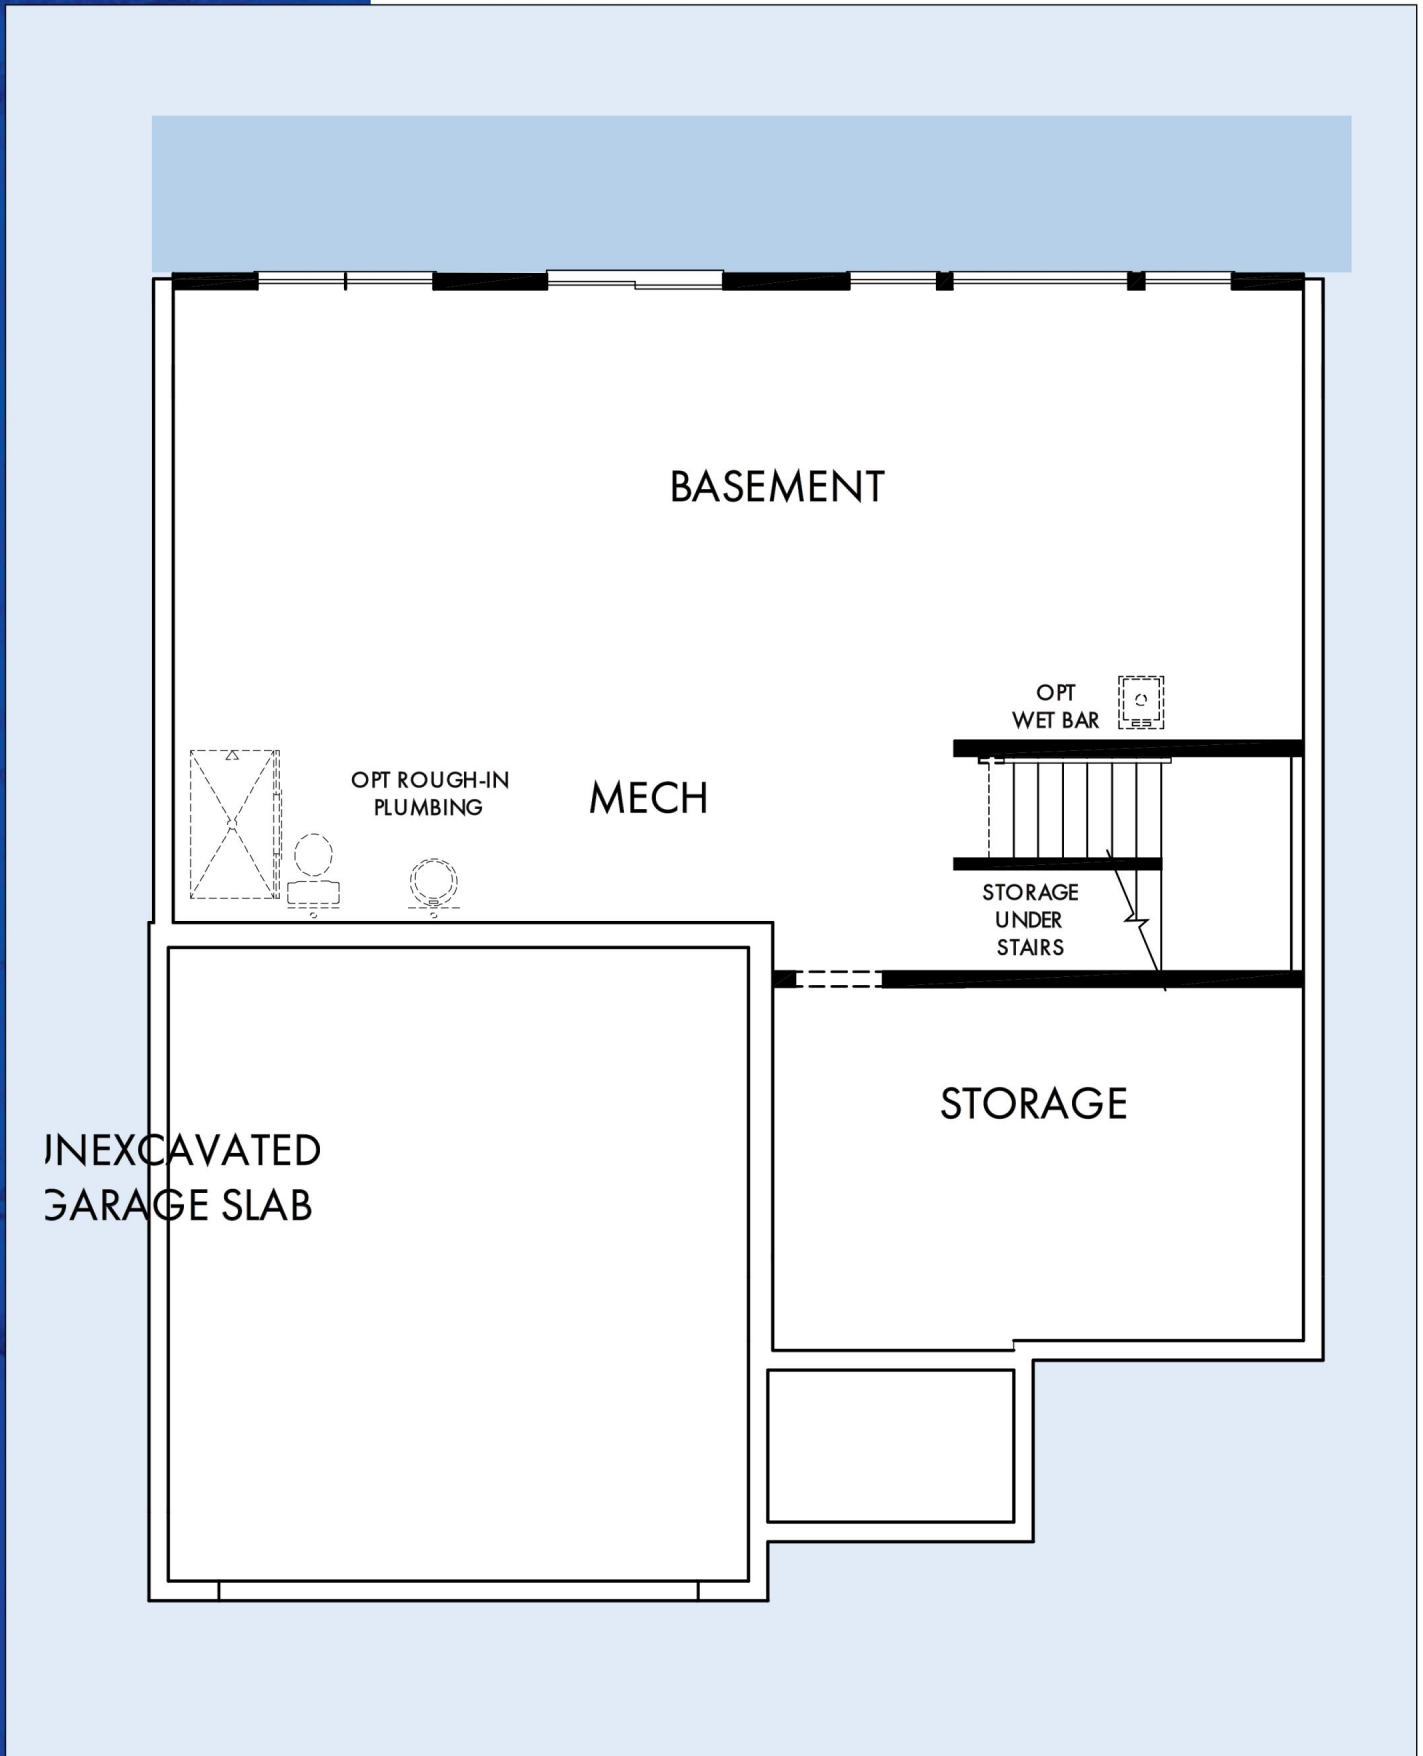 BASEMENT
OPT
WET BAR
OPT ROUGH-IN
PLUMBING
MECH
STORAGE
UNDER
STAIRS
STORAGE
UNEXCAVATED
GARAGE SLAB